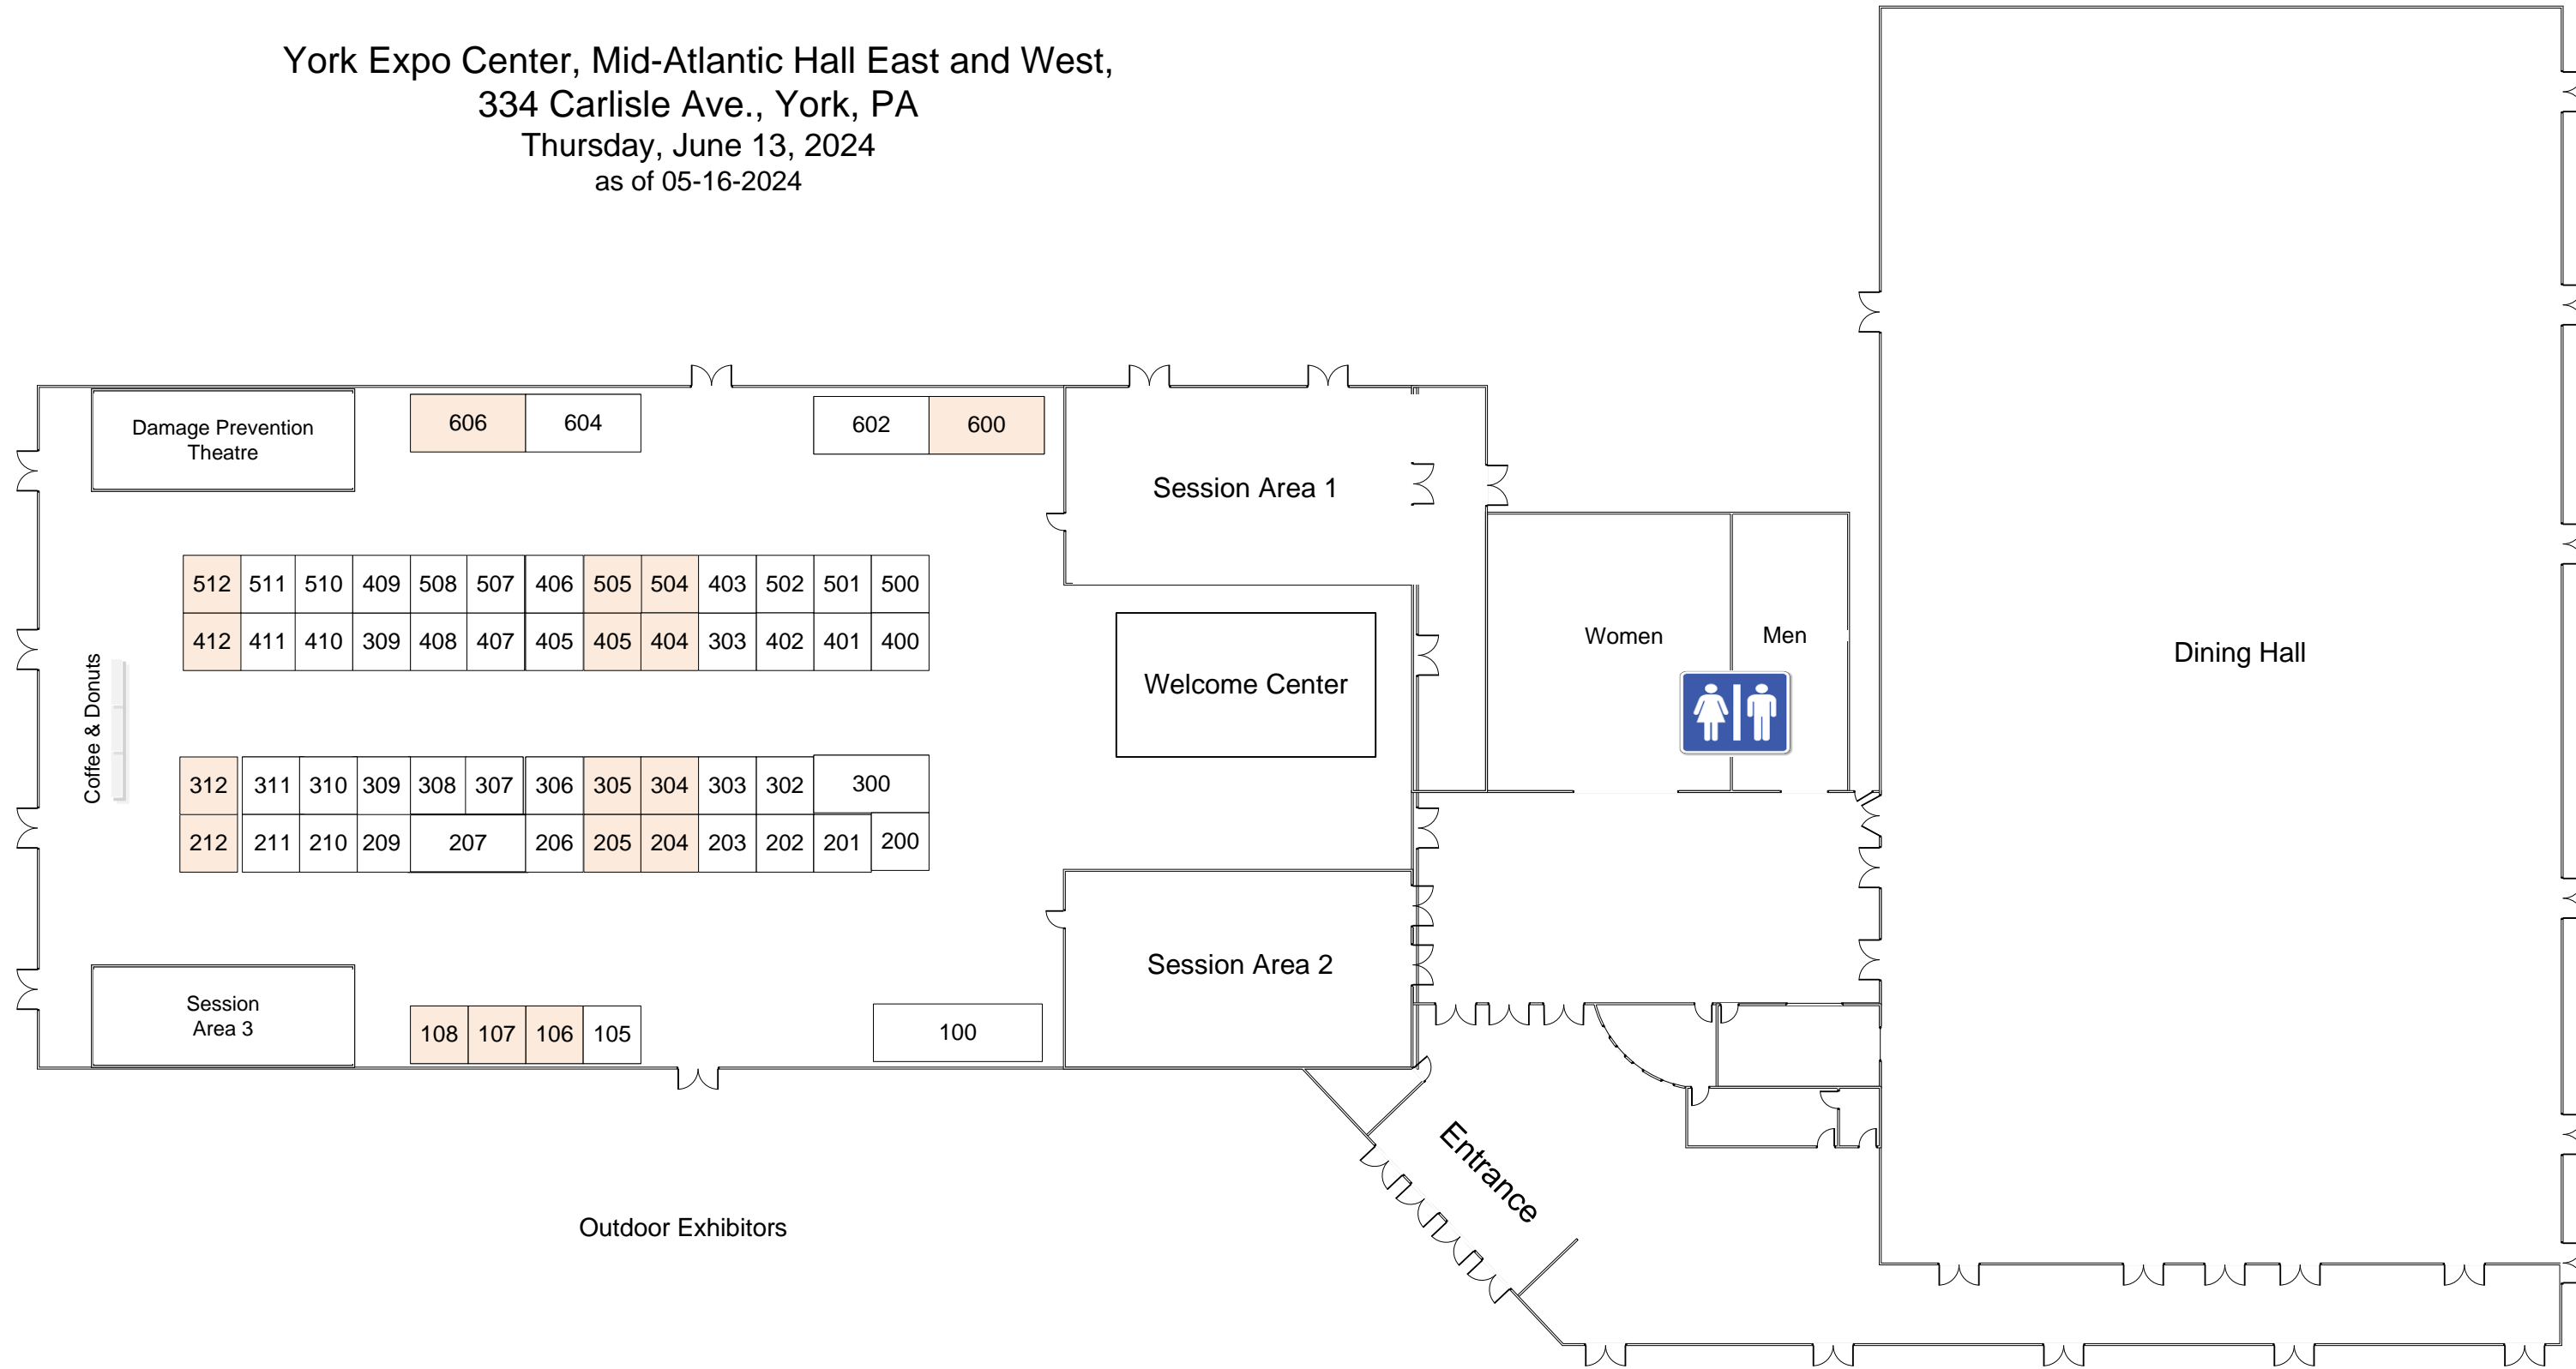 York Expo Center, Mid-Atlantic Hall East and West,
334 Carlisle Ave., York, PA
Thursday, June 13, 2024
as of 05-16-2024
Damage Prevention
Theatre
606 604 602 600
Session Area 1
512 511 510 409 508 507 406 505 504 403 502 501 500
412 411 410 309 408 407 405 405 404 303 402 401 400
Women Men
Dining Hall
Welcome Center
Coffee & Donuts
312 311 310 309 308 307 306 305 304 303 302 300
212 211 210 209 207 206 205 204 203 202 201 200
Session Area 2
Session
Area 3
108 107 106 105 100
Entrance
Outdoor Exhibitors